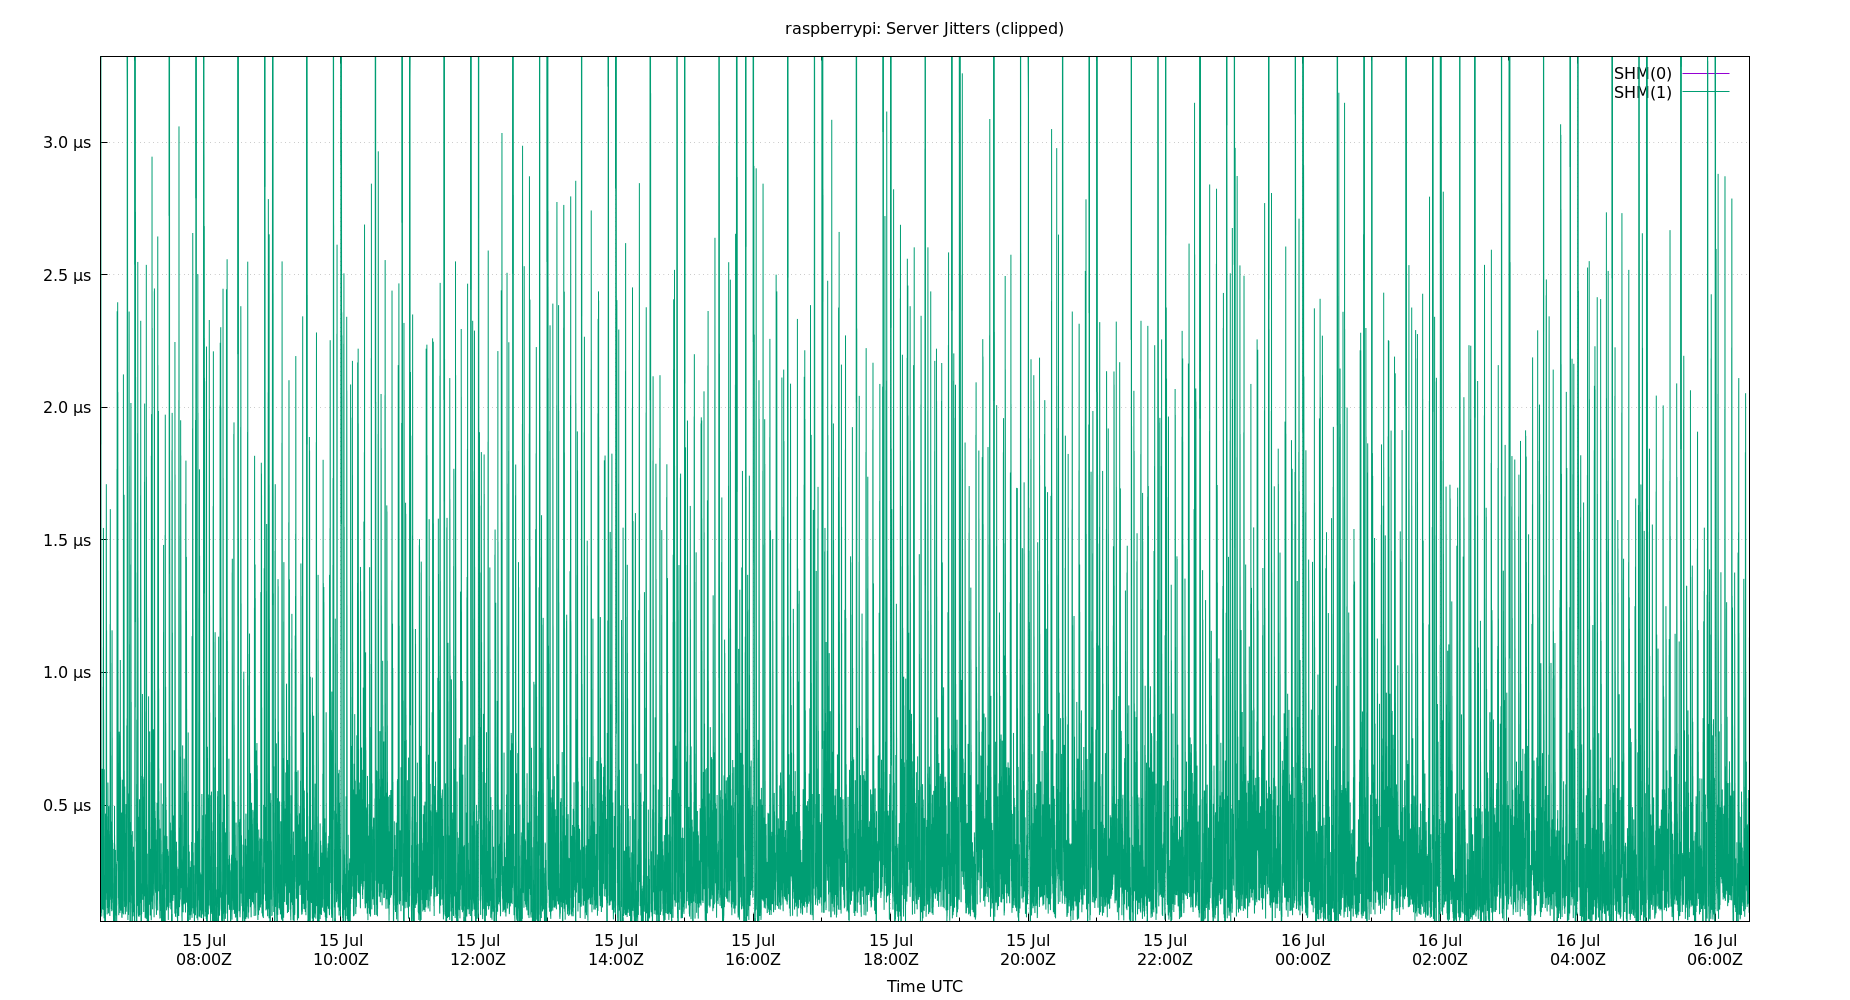 raspberrypi: Server Jitters (clipped)
SHM(0)
SHM(1)
3.0 µs
2.5 µs
2.0 µs
1.5 µs
1.0 µs
0.5 µs
15 Jul 15 Jul 15 Jul 15 Jul 15 Jul 15 Jul 15 Jul 15 Jul 16 Jul 16 Jul 16 Jul 16 Jul
08:00Z 10:00Z 12:00Z 14:00Z 16:00Z 18:00Z 20:00Z 22:00Z 00:00Z 02:00Z 04:00Z 06:00Z
Time UTC